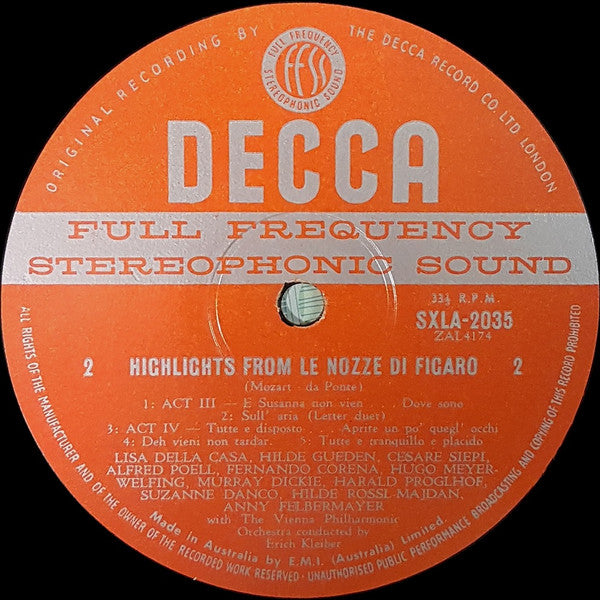 ORIGINAL RECORDING BY THE DECCA RECORD CO. LTD. LONDON
FULL FREQUENCY
FFSS
STEREOPHONIC SOUND
DECCA
FULL FREQUENCY
STEREOPHONIC SOUND
33⅓ R.P.M.
SXLA-2035
ZAL4174
2 HIGHLIGHTS FROM LE NOZZE DI FIGARO 2
(Mozart - da Ponte)
1: ACT III — E Susanna non vien . . . . Dove sono
2: Sull' aria (Letter duet)
3: ACT IV — Tutte e disposto . . . Aprite un po' quegl' occhi
4: Deh vieni non tardar. 5: Tutte e tranquillo e placido
LISA DELLA CASA, HILDE GUEDEN, CESARE SIEPI,
ALFRED POELL, FERNANDO CORENA, HUGO MEYER-
WELFING, MURRAY DICKIE, HARALD PROGLHOF,
SUZANNE DANCO, HILDE ROSSL-MAJDAN,
ANNY FELBERMAYER
with The Vienna Philharmonic
Orchestra conducted by
Erich Kleiber
Made in Australia by E.M.I. (Australia) Limited.
ALL RIGHTS OF THE MANUFACTURER AND OF THE OWNER OF THE RECORDED WORK RESERVED · UNAUTHORISED PUBLIC PERFORMANCE BROADCASTING AND COPYING OF THIS RECORD PROHIBITED